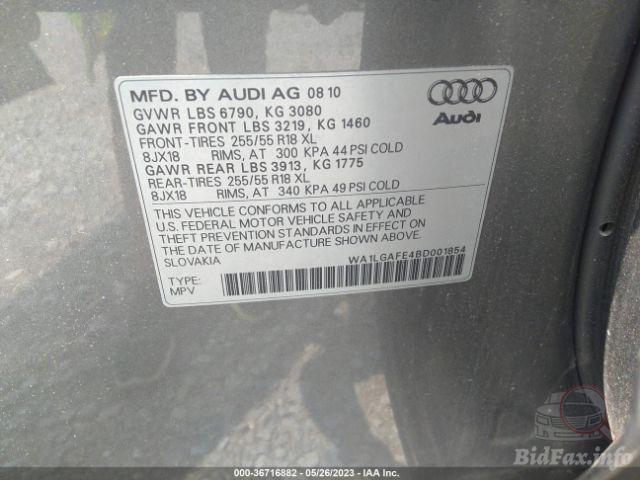 MFD. BY AUDI AG 08 10
GVWR LBS 6790, KG 3080
GAWR FRONT LBS 3219, KG 1460
FRONT-TIRES 255/55 R18 XL
8JX18 RIMS, AT 300 KPA 44 PSI COLD
GAWR REAR LBS 3913, KG 1775
REAR-TIRES 255/55 R18 XL
8JX18 RIMS, AT 340 KPA 49 PSI COLD
Audi
THIS VEHICLE CONFORMS TO ALL APPLICABLE
U.S. FEDERAL MOTOR VEHICLE SAFETY AND
THEFT PREVENTION STANDARDS IN EFFECT ON
THE DATE OF MANUFACTURE SHOWN ABOVE.
SLOVAKIA
WA1LGAFE4BD001854
TYPE:
MPV
BidFax.info
000-36716882 - 05/26/2023 - IAA Inc.